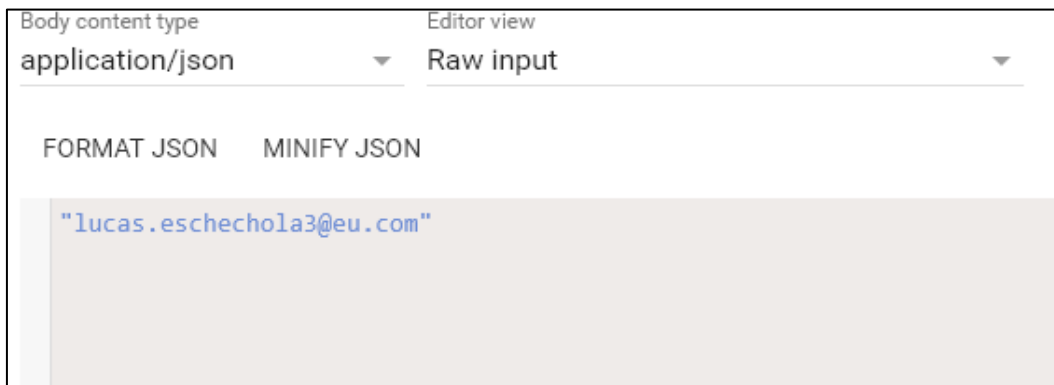 Body content type
Editor view
application/json
Raw input
FORMAT JSON MINIFY JSON
"lucas.eschechola3@eu.com"